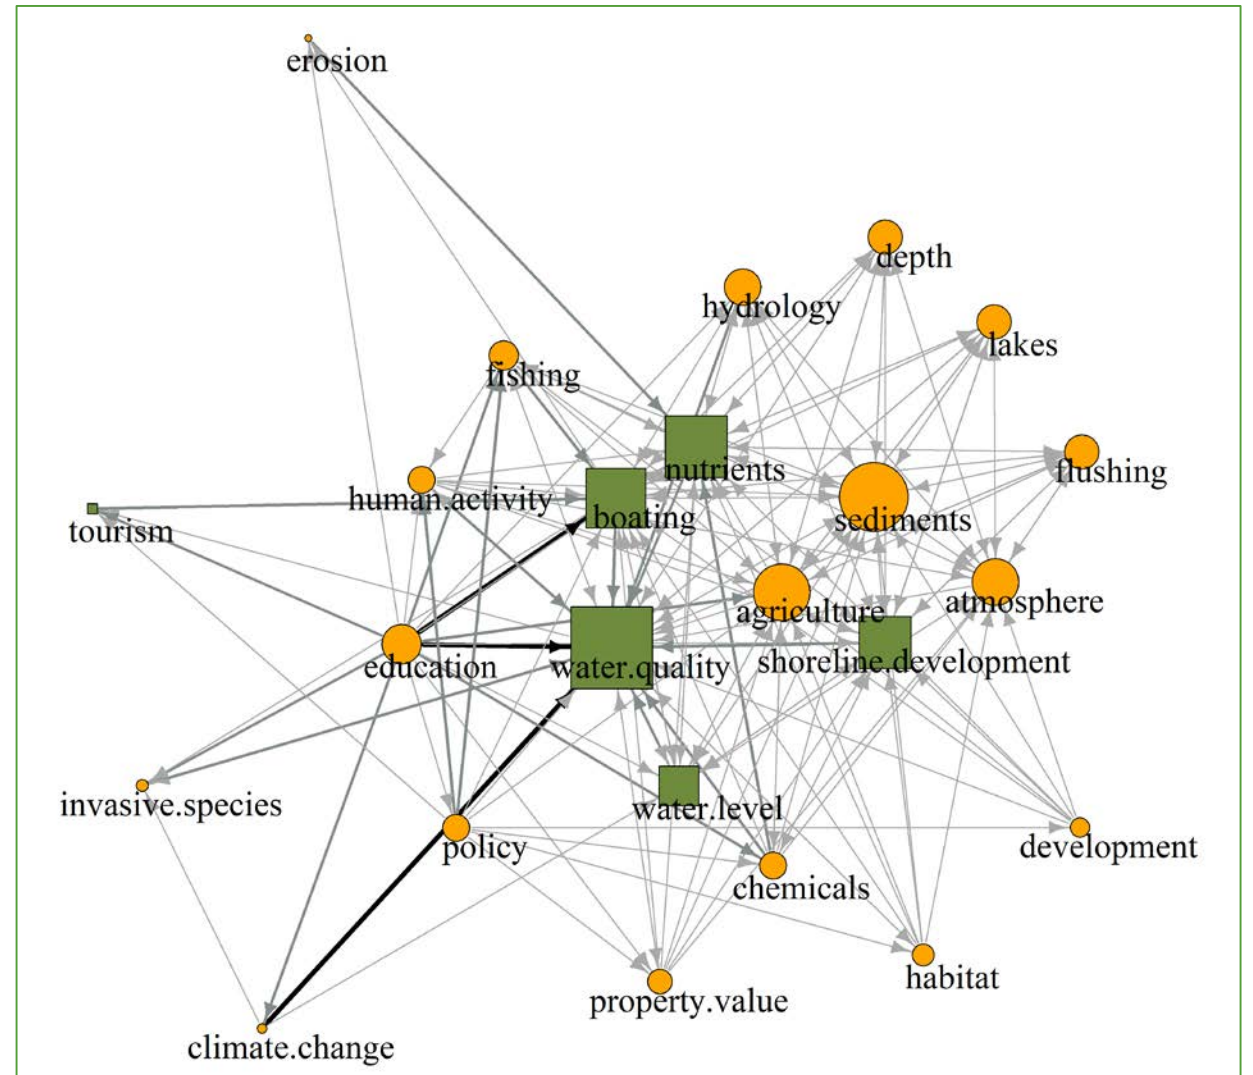 erosion
depth
hydrology
lakes
fishing
flushing
nutrients
human.activity
boating
sediments
tourism
agriculture
atmosphere
education
water.quality
shoreline.development
invasive.species
water.level
policy
development
chemicals
habitat
property.value
climate.change